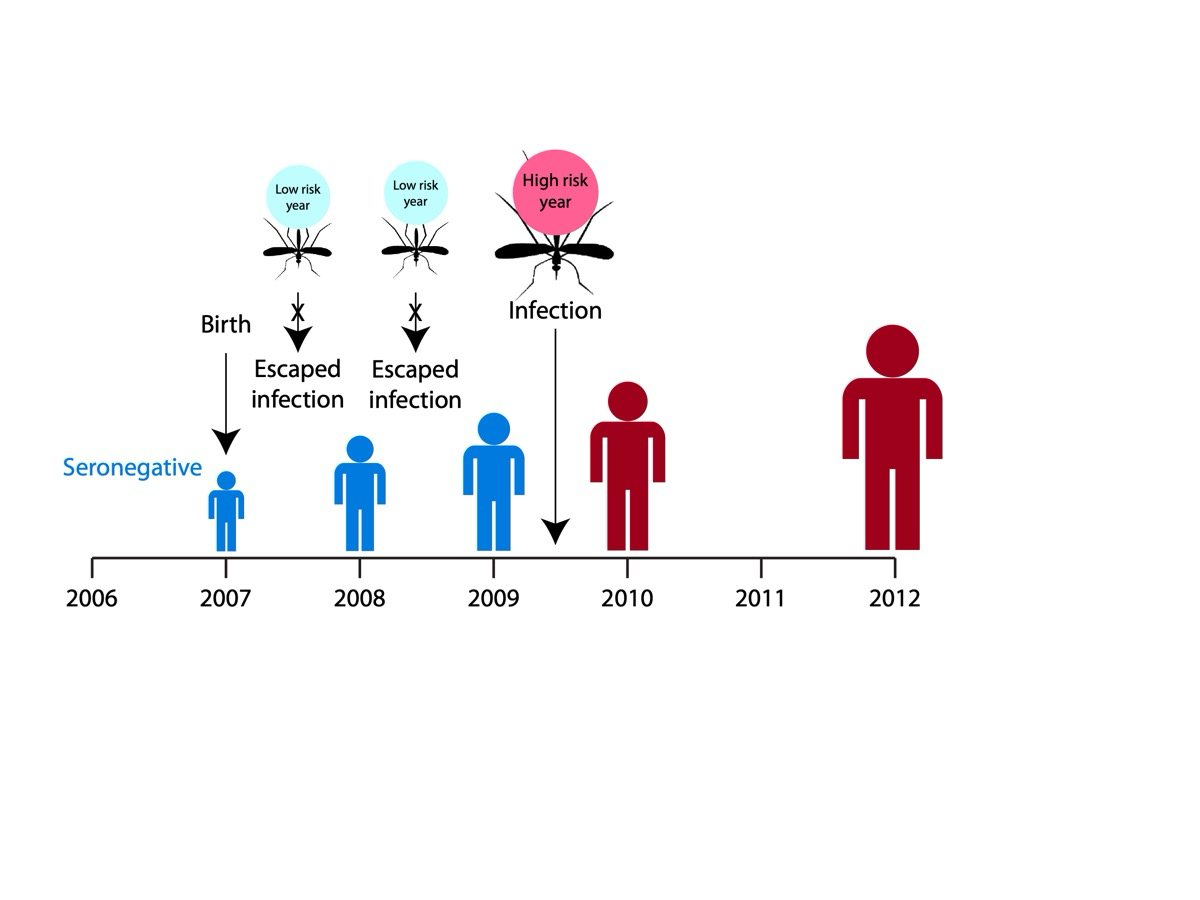 Low risk
year
Low risk
year
High risk
year
Birth
Infection
Escaped
infection
Escaped
infection
X
X
Seronegative
2006
2007
2008
2009
2010
2011
2012